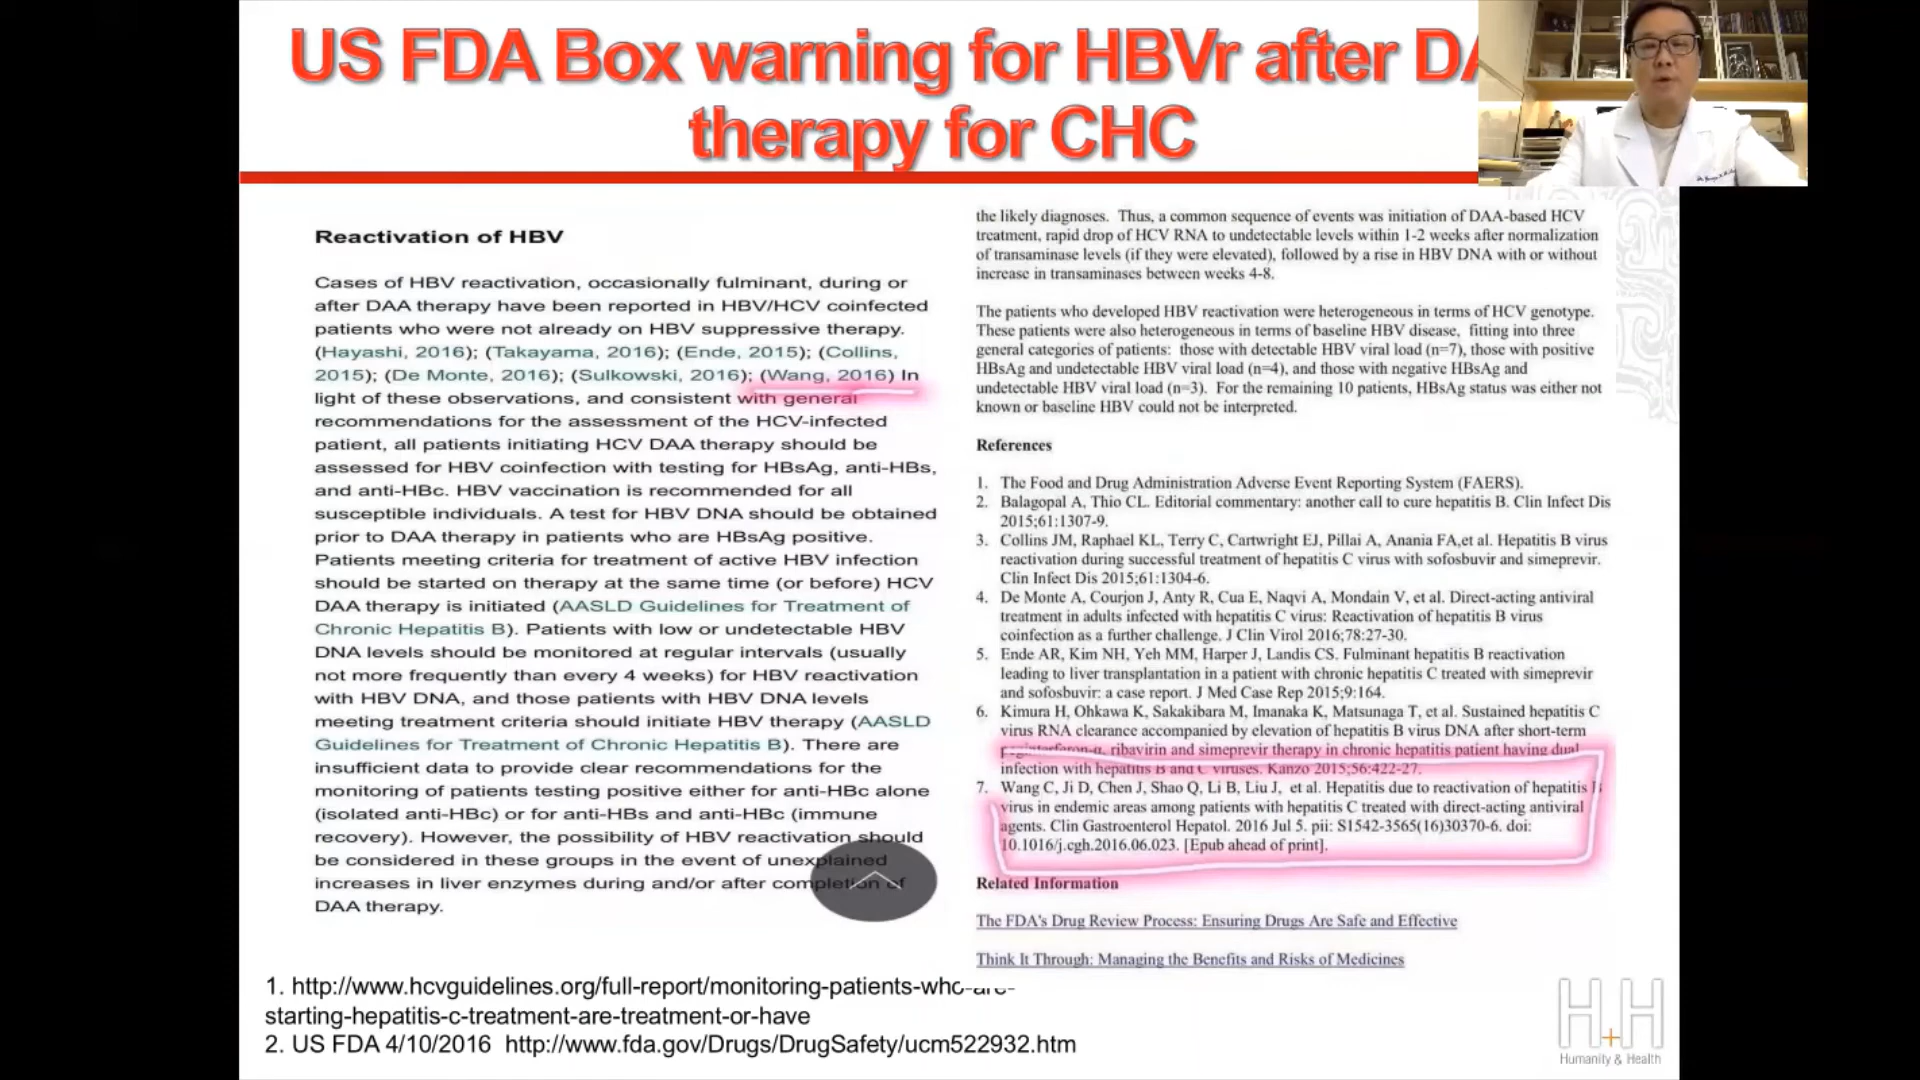 US FDA Box warning for HBVr after DA
therapy for CHC
Reactivation of HBV
Cases of HBV reactivation, occasionally fulminant, during or
after DAA therapy have been reported in HBV/HCV coinfected
patients who were not already on HBV suppressive therapy.
(Hayashi, 2016); (Takayama, 2016); (Ende, 2015); (Collins,
2015); (De Monte, 2016); (Sulkowski, 2016); (Wang, 2016) In
light of these observations, and consistent with general
recommendations for the assessment of the HCV-infected
patient, all patients initiating HCV DAA therapy should be
assessed for HBV coinfection with testing for HBsAg, anti-HBs,
and anti-HBc. HBV vaccination is recommended for all
susceptible individuals. A test for HBV DNA should be obtained
prior to DAA therapy in patients who are HBsAg positive.
Patients meeting criteria for treatment of active HBV infection
should be started on therapy at the same time (or before) HCV
DAA therapy is initiated (AASLD Guidelines for Treatment of
Chronic Hepatitis B). Patients with low or undetectable HBV
DNA levels should be monitored at regular intervals (usually
not more frequently than every 4 weeks) for HBV reactivation
with HBV DNA, and those patients with HBV DNA levels
meeting treatment criteria should initiate HBV therapy (AASLD
Guidelines for Treatment of Chronic Hepatitis B). There are
insufficient data to provide clear recommendations for the
monitoring of patients testing positive either for anti-HBc alone
(isolated anti-HBc) or for anti-HBs and anti-HBc (immune
recovery). However, the possibility of HBV reactivation should
be considered in these groups in the event of unexplained
increases in liver enzymes during and/or after completion of
DAA therapy.
the likely diagnoses. Thus, a common sequence of events was initiation of DAA-based HCV
treatment, rapid drop of HCV RNA to undetectable levels within 1-2 weeks after normalization
of transaminase levels (if they were elevated), followed by a rise in HBV DNA with or without
increase in transaminases between weeks 4-8.
The patients who developed HBV reactivation were heterogeneous in terms of HCV genotype.
These patients were also heterogeneous in terms of baseline HBV disease, fitting into three
general categories of patients: those with detectable HBV viral load (n=7), those with positive
HBsAg and undetectable HBV viral load (n=4), and those with negative HBsAg and
undetectable HBV viral load (n=3). For the remaining 10 patients, HBsAg status was either not
known or baseline HBV could not be interpreted.
References
1. The Food and Drug Administration Adverse Event Reporting System (FAERS).
2. Balagopal A, Thio CL. Editorial commentary: another call to cure hepatitis B. Clin Infect Dis
2015;61:1307-9.
3. Collins JM, Raphael KL, Terry C, Cartwright EJ, Pillai A, Anania FA,et al. Hepatitis B virus
reactivation during successful treatment of hepatitis C virus with sofosbuvir and simeprevir.
Clin Infect Dis 2015;61:1304-6.
4. De Monte A, Courjon J, Anty R, Cua E, Naqvi A, Mondain V, et al. Direct-acting antiviral
treatment in adults infected with hepatitis C virus: Reactivation of hepatitis B virus
coinfection as a further challenge. J Clin Virol 2016;78:27-30.
5. Ende AR, Kim NH, Yeh MM, Harper J, Landis CS. Fulminant hepatitis B reactivation
leading to liver transplantation in a patient with chronic hepatitis C treated with simeprevir
and sofosbuvir: a case report. J Med Case Rep 2015;9:164.
6. Kimura H, Ohkawa K, Sakakibara M, Imanaka K, Matsunaga T, et al. Sustained hepatitis C
virus RNA clearance accompanied by elevation of hepatitis B virus DNA after short-term
peginterferon-α, ribavirin and simeprevir therapy in chronic hepatitis patient having dual
infection with hepatitis B and C viruses. Kanzo 2015;56:422-27.
7. Wang C, Ji D, Chen J, Shao Q, Li B, Liu J, et al. Hepatitis due to reactivation of hepatitis B
virus in endemic areas among patients with hepatitis C treated with direct-acting antiviral
agents. Clin Gastroenterol Hepatol. 2016 Jul 5. pii: S1542-3565(16)30370-6. doi:
10.1016/j.cgh.2016.06.023. [Epub ahead of print].
Related Information
The FDA's Drug Review Process: Ensuring Drugs Are Safe and Effective
Think It Through: Managing the Benefits and Risks of Medicines
1. http://www.hcvguidelines.org/full-report/monitoring-patients-who-are-
starting-hepatitis-c-treatment-are-treatment-or-have
2. US FDA 4/10/2016 http://www.fda.gov/Drugs/DrugSafety/ucm522932.htm
H+H
Humanity & Health